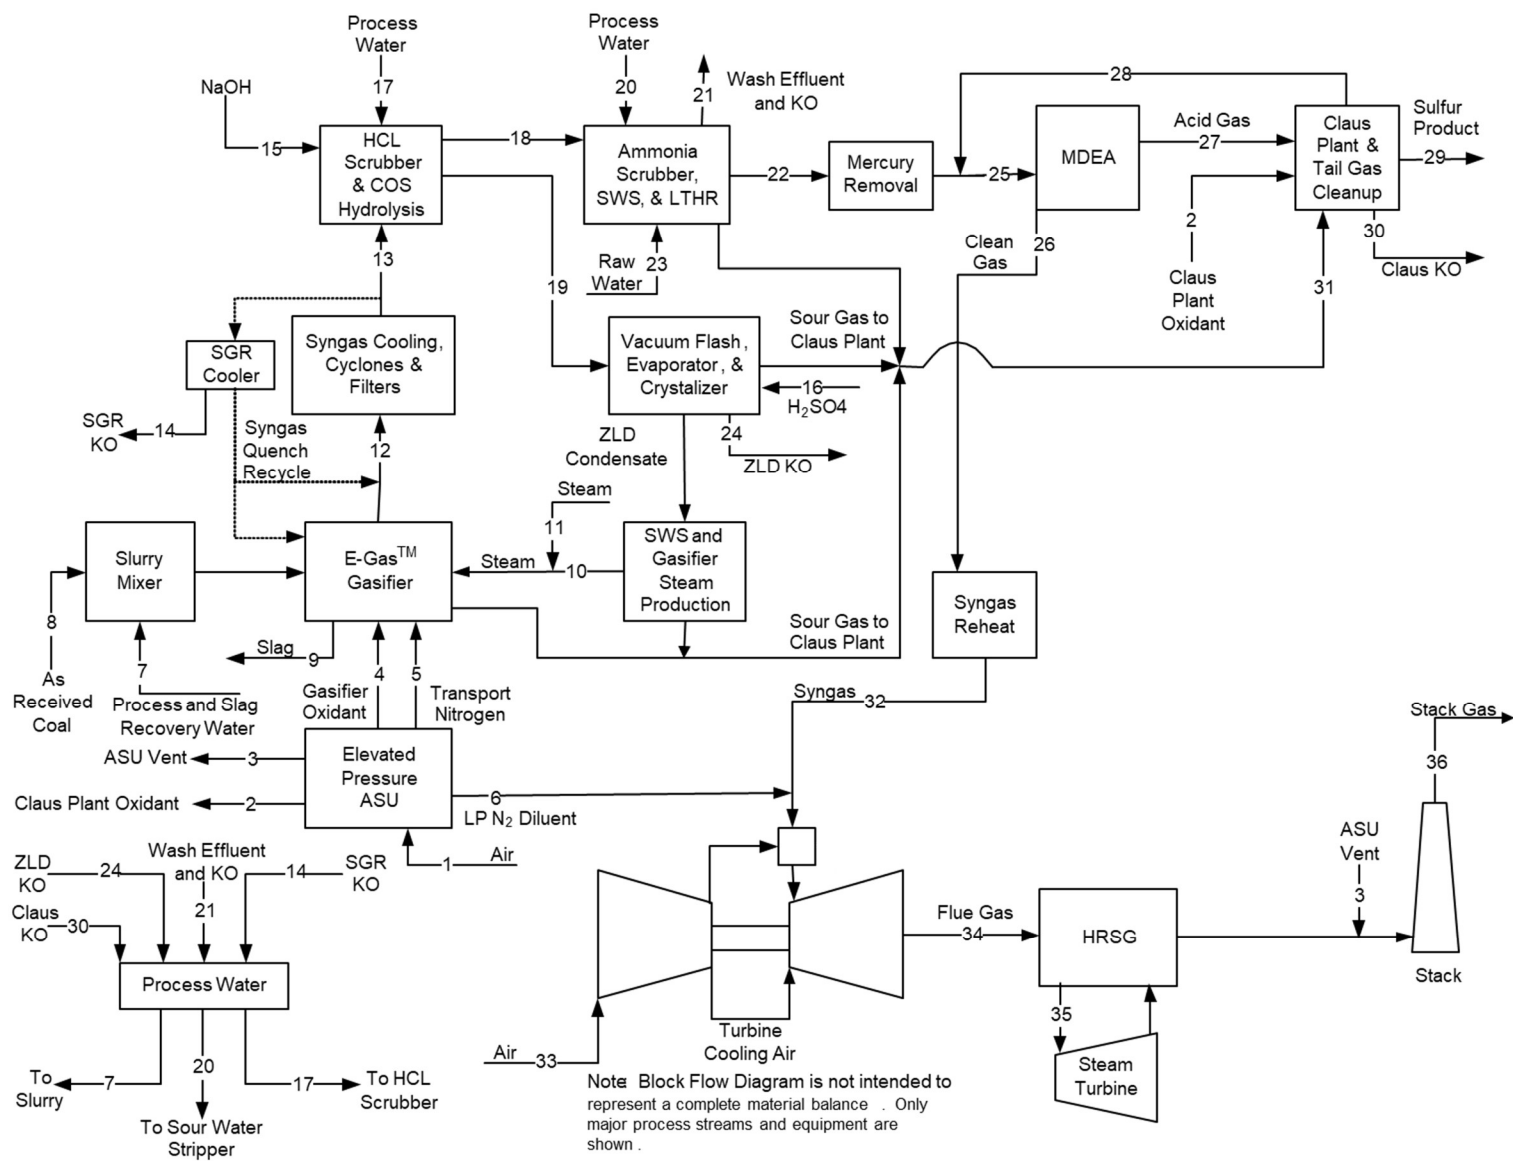 Process
Water
17
NaOH
15
HCL
Scrubber
& COS
Hydrolysis
13
18
19
Process
Water
20
21
Wash Effluent
and KO
Ammonia
Scrubber,
SWS, & LTHR
22
Raw
Water
23
Mercury
Removal
25
28
MDEA
Acid Gas
27
Claus
Plant &
Tail Gas
Cleanup
Sulfur
Product
29
30
Claus KO
31
2
Claus
Plant
Oxidant
Clean
Gas
26
SGR
Cooler
SGR
KO
14
Syngas
Quench
Recycle
Syngas Cooling,
Cyclones &
Filters
12
Vacuum Flash,
Evaporator, &
Crystalizer
Sour Gas to
Claus Plant
16
H2SO4
24
ZLD KO
ZLD
Condensate
Steam
11
Steam
10
SWS and
Gasifier
Steam
Production
Slurry
Mixer
E-Gas™
Gasifier
8
As
Received
Coal
7
Process and Slag
Recovery Water
Slag
9
4
5
Gasifier
Oxidant
Transport
Nitrogen
Sour Gas to
Claus Plant
Syngas
Reheat
Syngas
32
ASU Vent
3
Claus Plant Oxidant
2
Elevated
Pressure
ASU
6
LP N2 Diluent
1
Air
ZLD
KO
24
Wash Effluent
and KO
21
14
SGR
KO
Claus
KO
30
Process Water
To
Slurry
7
20
To Sour Water
Stripper
17
To HCL
Scrubber
Air
33
Turbine
Cooling Air
Flue Gas
34
HRSG
35
Steam
Turbine
ASU
Vent
3
Stack Gas
36
Stack
Note: Block Flow Diagram is not intended to
represent a complete material balance . Only
major process streams and equipment are
shown .